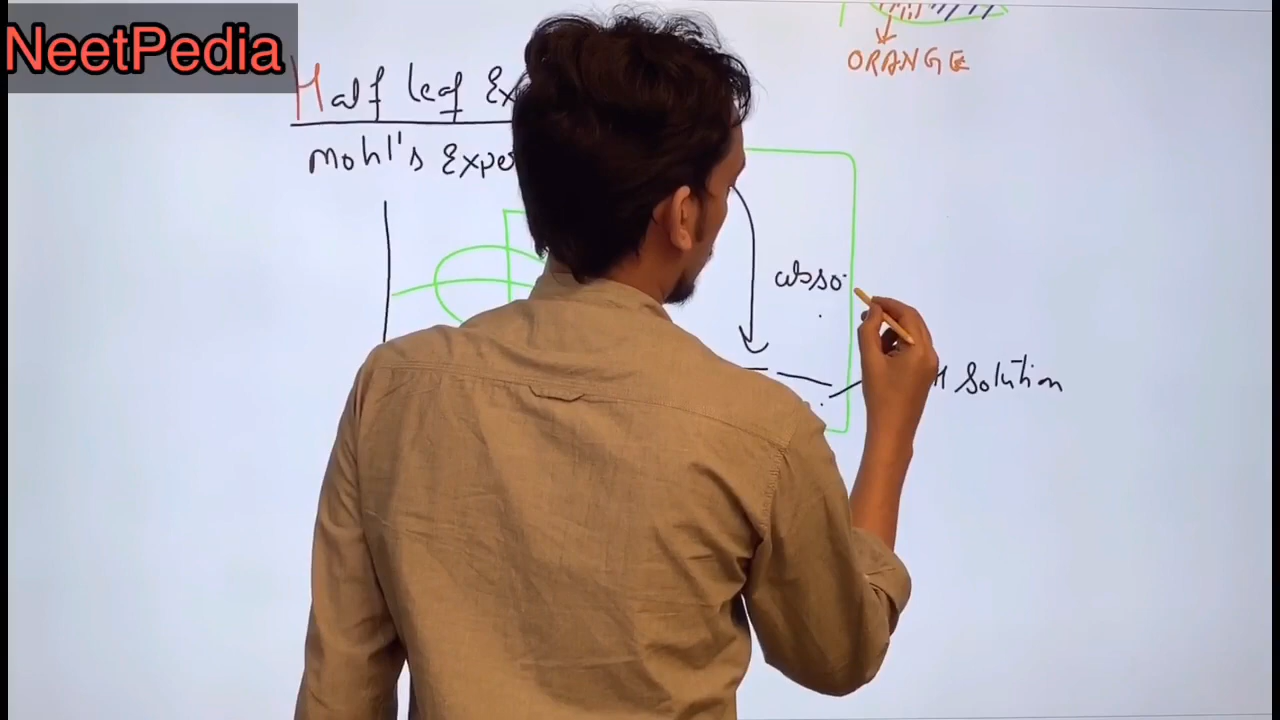 NeetPedia
ORANGE
Half leaf Ex
Mohl's Expe
abso
H Solution